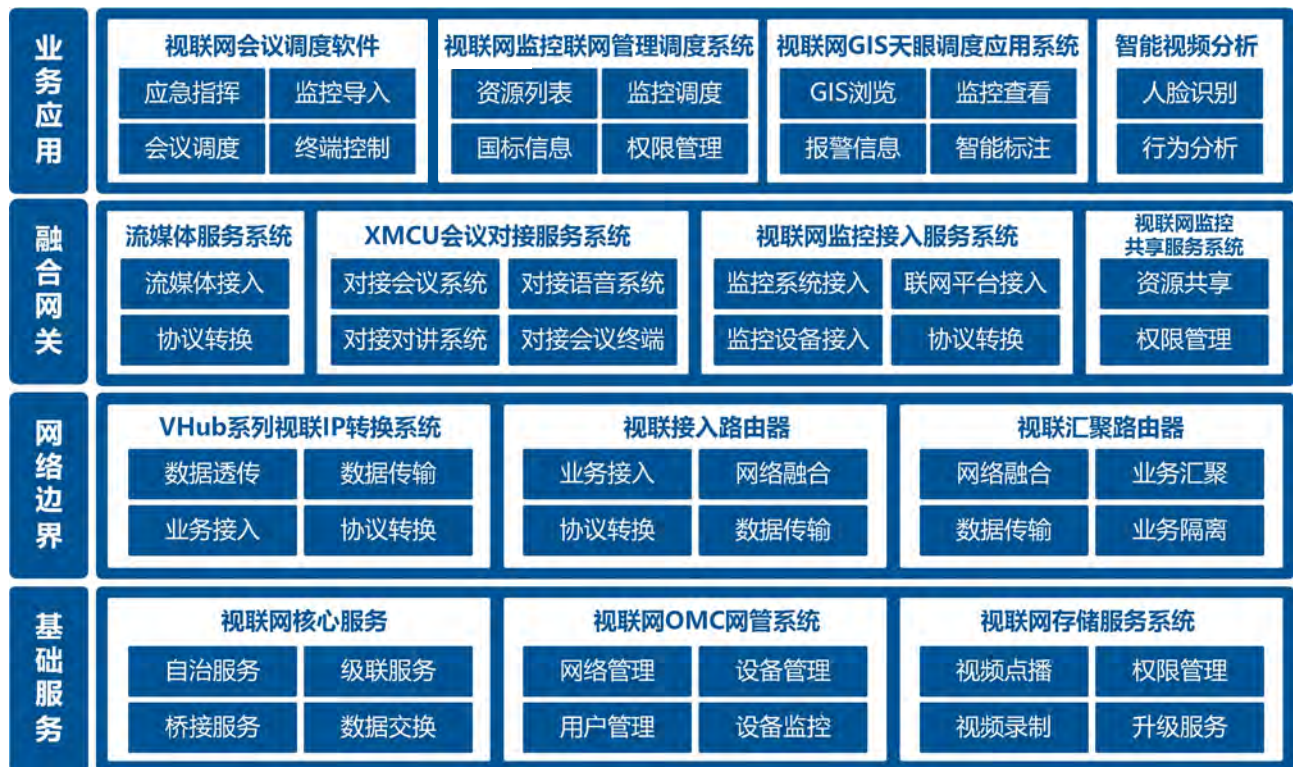 业务应用
视联网会议调度软件
应急指挥 监控导入
会议调度 终端控制
视联网监控联网管理调度系统
资源列表 监控调度
国标信息 权限管理
视联网GIS天眼调度应用系统
GIS浏览 监控查看
报警信息 智能标注
智能视频分析
人脸识别
行为分析
融合网关
流媒体服务系统
流媒体接入
协议转换
XMCU会议对接服务系统
对接会议系统 对接语音系统
对接对讲系统 对接会议终端
视联网监控接入服务系统
监控系统接入 联网平台接入
监控设备接入 协议转换
视联网监控
共享服务系统
资源共享
权限管理
网络边界
VHub系列视联IP转换系统
数据透传 数据传输
业务接入 协议转换
视联接入路由器
业务接入 网络融合
协议转换 数据传输
视联汇聚路由器
网络融合 业务汇聚
数据传输 业务隔离
基础服务
视联网核心服务
自治服务 级联服务
桥接服务 数据交换
视联网OMC网管系统
网络管理 设备管理
用户管理 设备监控
视联网存储服务系统
视频点播 权限管理
视频录制 升级服务